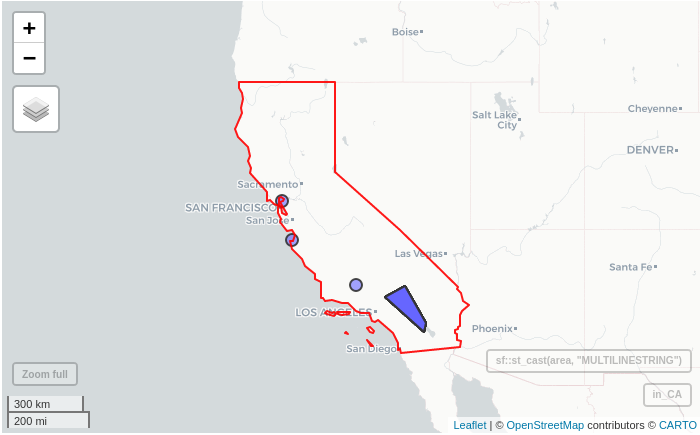 +
Boise
−
Salt Lake
City
Cheyenne
DENVER
Sacramento
SAN FRANCISCO
San Jose
Las Vegas
Santa Fe
LOS ANGELES
Phoenix
San Diego
sf::st_cast(area, "MULTILINESTRING")
Zoom full
in_CA
300 km
200 mi
Leaflet | © OpenStreetMap contributors © CARTO